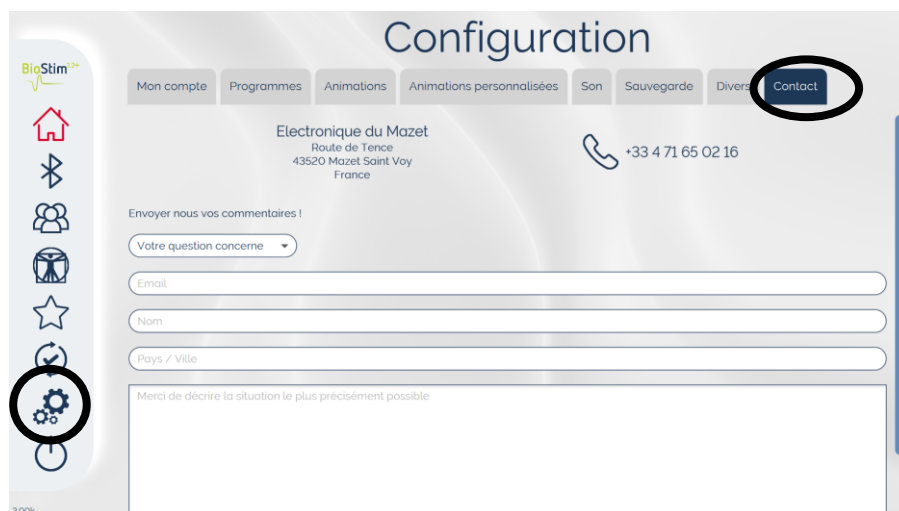 Configuration
BioStim
Mon compte Programmes Animations Animations personnalisées Son Sauvegarde Divers Contact
Electronique du Mazet
Route de Tence
43520 Mazet Saint Voy
France
+33 4 71 65 02 16
Envoyer nous vos commentaires !
Votre question concerne
Email
Nom
Pays / Ville
Merci de décrire la situation le plus précisément possible